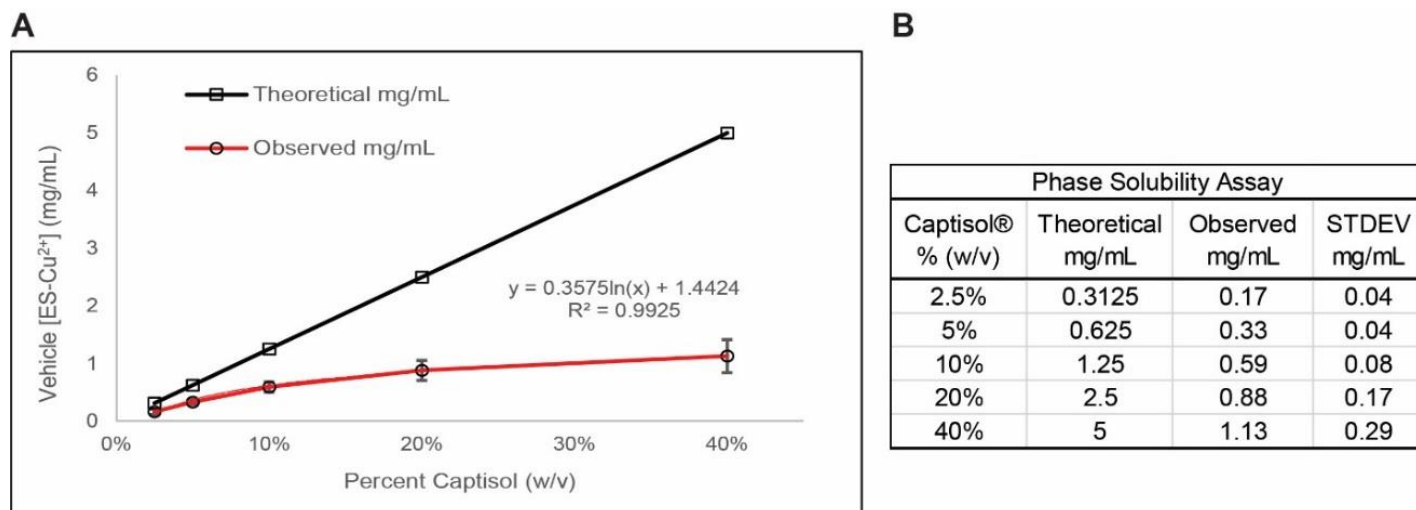 A
6
5
4
3
2
1
0
Vehicle [ES-Cu²⁺] (mg/mL)
Theoretical mg/mL
Observed mg/mL
y = 0.3575ln(x) + 1.4424
R² = 0.9925
0% 10% 20% 30% 40%
Percent Captisol (w/v)
B
Phase Solubility Assay
Captisol® Theoretical Observed STDEV
% (w/v) mg/mL mg/mL mg/mL
2.5% 0.3125 0.17 0.04
5% 0.625 0.33 0.04
10% 1.25 0.59 0.08
20% 2.5 0.88 0.17
40% 5 1.13 0.29